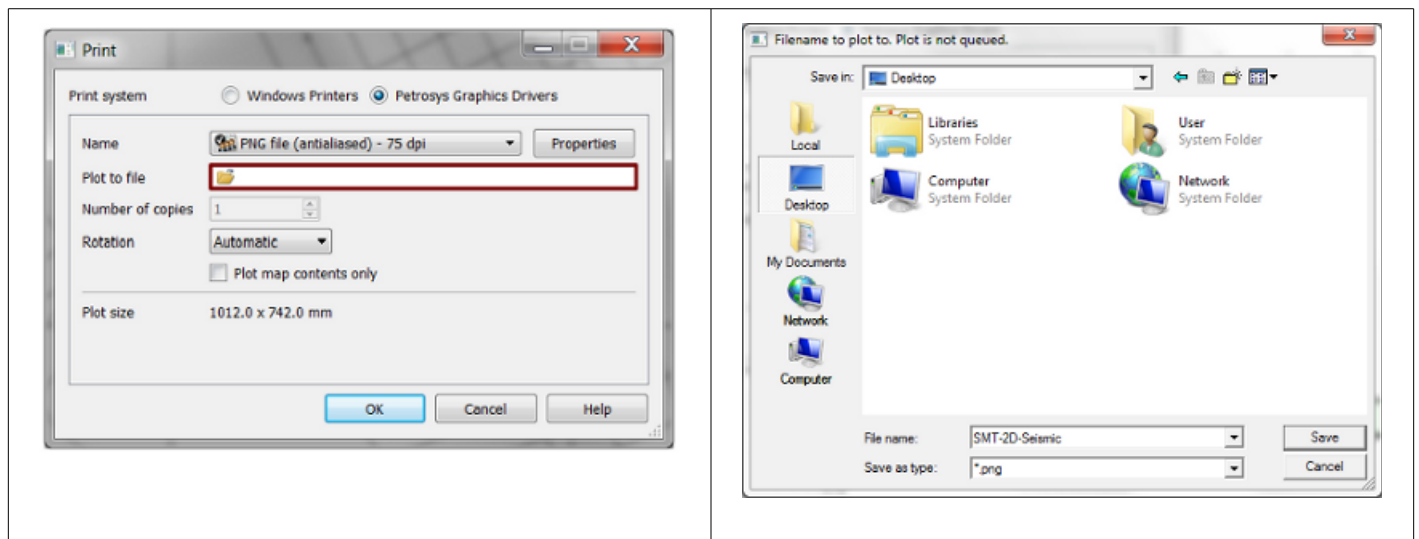 Print
Print system Windows Printers Petrosys Graphics Drivers
Name PNG file (antialiased) - 75 dpi Properties
Plot to file
Number of copies 1
Rotation Automatic
Plot map contents only
Plot size 1012.0 x 742.0 mm
OK Cancel Help
Filename to plot to. Plot is not queued.
Save in: Desktop
Local
Desktop
My Documents
Network
Computer
Libraries
System Folder
User
System Folder
Computer
System Folder
Network
System Folder
File name: SMT-2D-Seismic Save
Save as type: *.png Cancel